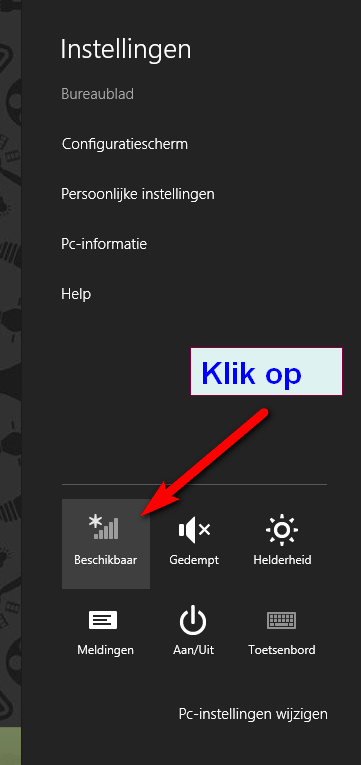 Instellingen
Bureaublad
Configuratiescherm
Persoonlijke instellingen
Pc-informatie
Help
Klik op
Beschikbaar
Gedempt
Helderheid
Meldingen
Aan/Uit
Toetsenbord
Pc-instellingen wijzigen